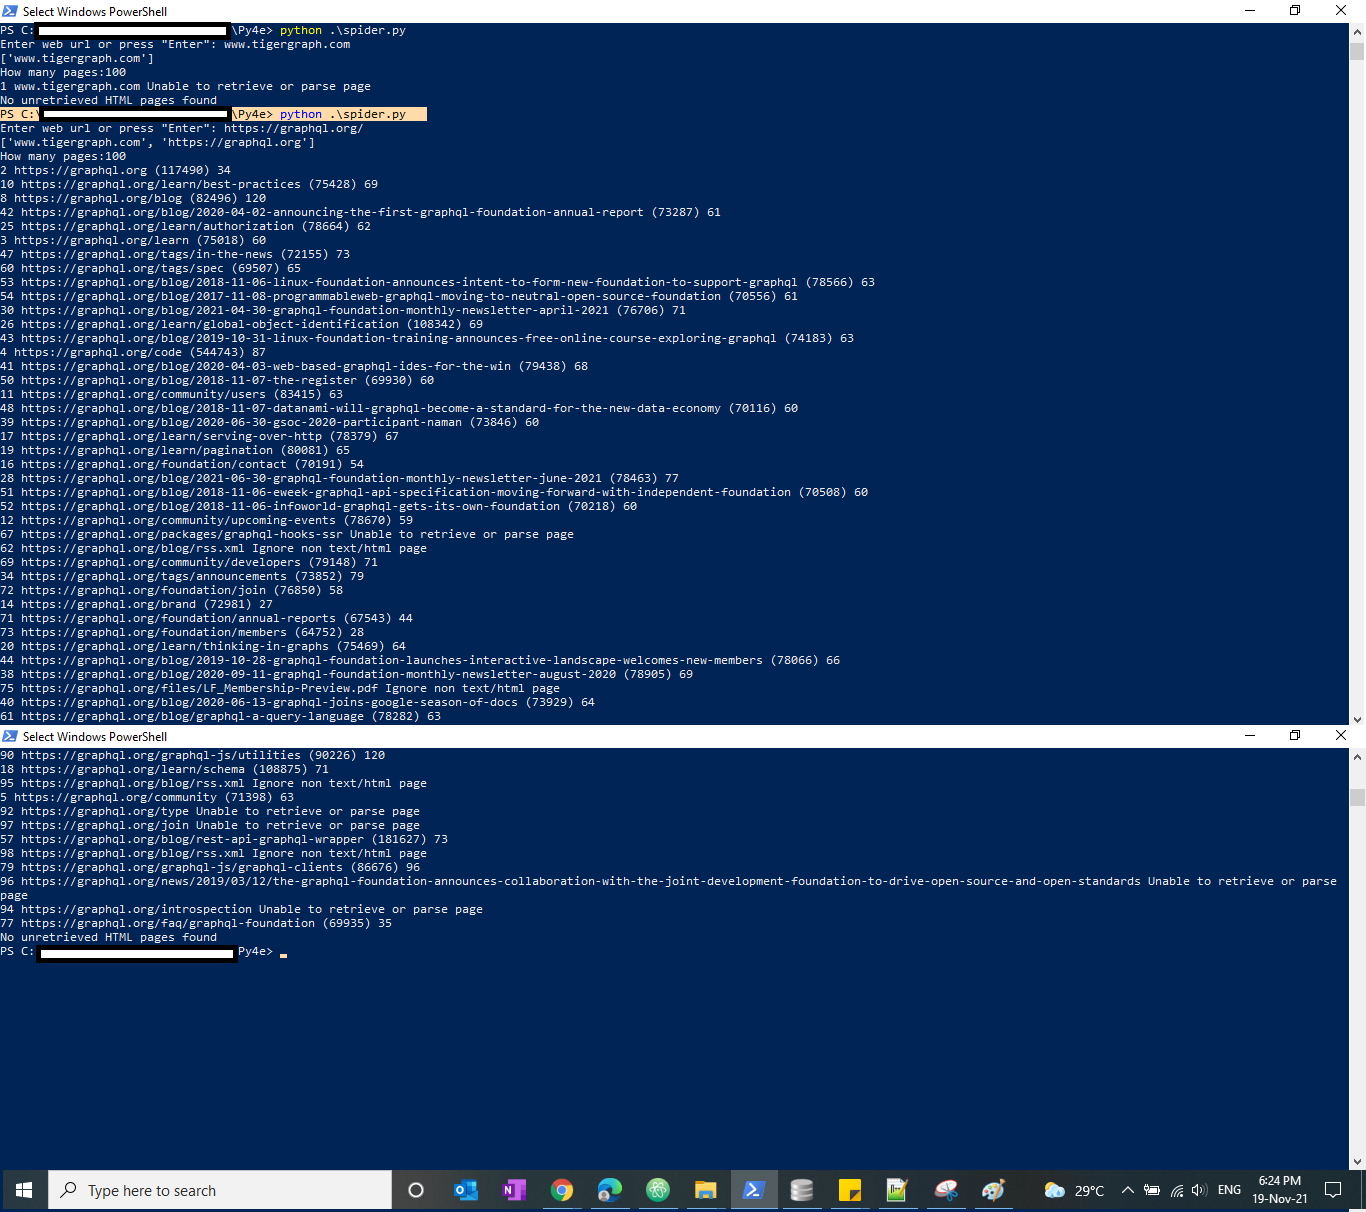 Select Windows PowerShell
PS C: \Py4e> python .\spider.py
Enter web url or press "Enter": www.tigergraph.com
['www.tigergraph.com']
How many pages:100
1 www.tigergraph.com Unable to retrieve or parse page
No unretrieved HTML pages found
PS C:\ \Py4e> python .\spider.py
Enter web url or press "Enter": https://graphql.org/
['www.tigergraph.com', 'https://graphql.org']
How many pages:100
2 https://graphql.org (117490) 34
10 https://graphql.org/learn/best-practices (75428) 69
8 https://graphql.org/blog (82496) 120
42 https://graphql.org/blog/2020-04-02-announcing-the-first-graphql-foundation-annual-report (73287) 61
25 https://graphql.org/learn/authorization (78664) 62
3 https://graphql.org/learn (75018) 60
47 https://graphql.org/tags/in-the-news (72155) 73
60 https://graphql.org/tags/spec (69507) 65
53 https://graphql.org/blog/2018-11-06-linux-foundation-announces-intent-to-form-new-foundation-to-support-graphql (78566) 63
54 https://graphql.org/blog/2017-11-08-programmableweb-graphql-moving-to-neutral-open-source-foundation (70556) 61
30 https://graphql.org/blog/2021-04-30-graphql-foundation-monthly-newsletter-april-2021 (76706) 71
26 https://graphql.org/learn/global-object-identification (108342) 69
43 https://graphql.org/blog/2019-10-31-linux-foundation-training-announces-free-online-course-exploring-graphql (74183) 63
4 https://graphql.org/code (544743) 87
41 https://graphql.org/blog/2020-04-03-web-based-graphql-ides-for-the-win (79438) 68
50 https://graphql.org/blog/2018-11-07-the-register (69930) 60
11 https://graphql.org/community/users (83415) 63
48 https://graphql.org/blog/2018-11-07-datanami-will-graphql-become-a-standard-for-the-new-data-economy (70116) 60
39 https://graphql.org/blog/2020-06-30-gsoc-2020-participant-naman (73846) 60
17 https://graphql.org/learn/serving-over-http (78379) 67
19 https://graphql.org/learn/pagination (80081) 65
16 https://graphql.org/foundation/contact (70191) 54
28 https://graphql.org/blog/2021-06-30-graphql-foundation-monthly-newsletter-june-2021 (78463) 77
51 https://graphql.org/blog/2018-11-06-eweek-graphql-api-specification-moving-forward-with-independent-foundation (70508) 60
52 https://graphql.org/blog/2018-11-06-infoworld-graphql-gets-its-own-foundation (70218) 60
12 https://graphql.org/community/upcoming-events (78670) 59
67 https://graphql.org/packages/graphql-hooks-ssr Unable to retrieve or parse page
62 https://graphql.org/blog/rss.xml Ignore non text/html page
69 https://graphql.org/community/developers (79148) 71
34 https://graphql.org/tags/announcements (73852) 79
72 https://graphql.org/foundation/join (76850) 58
14 https://graphql.org/brand (72981) 27
71 https://graphql.org/foundation/annual-reports (67543) 44
73 https://graphql.org/foundation/members (64752) 28
20 https://graphql.org/learn/thinking-in-graphs (75469) 64
44 https://graphql.org/blog/2019-10-28-graphql-foundation-launches-interactive-landscape-welcomes-new-members (78066) 66
38 https://graphql.org/blog/2020-09-11-graphql-foundation-monthly-newsletter-august-2020 (78905) 69
75 https://graphql.org/files/LF_Membership-Preview.pdf Ignore non text/html page
40 https://graphql.org/blog/2020-06-13-graphql-joins-google-season-of-docs (73929) 64
61 https://graphql.org/blog/graphql-a-query-language (78282) 63
Select Windows PowerShell
90 https://graphql.org/graphql-js/utilities (90226) 120
18 https://graphql.org/learn/schema (108875) 71
95 https://graphql.org/blog/rss.xml Ignore non text/html page
5 https://graphql.org/community (71398) 63
92 https://graphql.org/type Unable to retrieve or parse page
97 https://graphql.org/join Unable to retrieve or parse page
57 https://graphql.org/blog/rest-api-graphql-wrapper (181627) 73
98 https://graphql.org/blog/rss.xml Ignore non text/html page
79 https://graphql.org/graphql-js/graphql-clients (86676) 96
96 https://graphql.org/news/2019/03/12/the-graphql-foundation-announces-collaboration-with-the-joint-development-foundation-to-drive-open-source-and-open-standards Unable to retrieve or parse
page
94 https://graphql.org/introspection Unable to retrieve or parse page
77 https://graphql.org/faq/graphql-foundation (69935) 35
No unretrieved HTML pages found
PS C: Py4e>
Type here to search
29°C
ENG
6:24 PM
19-Nov-21